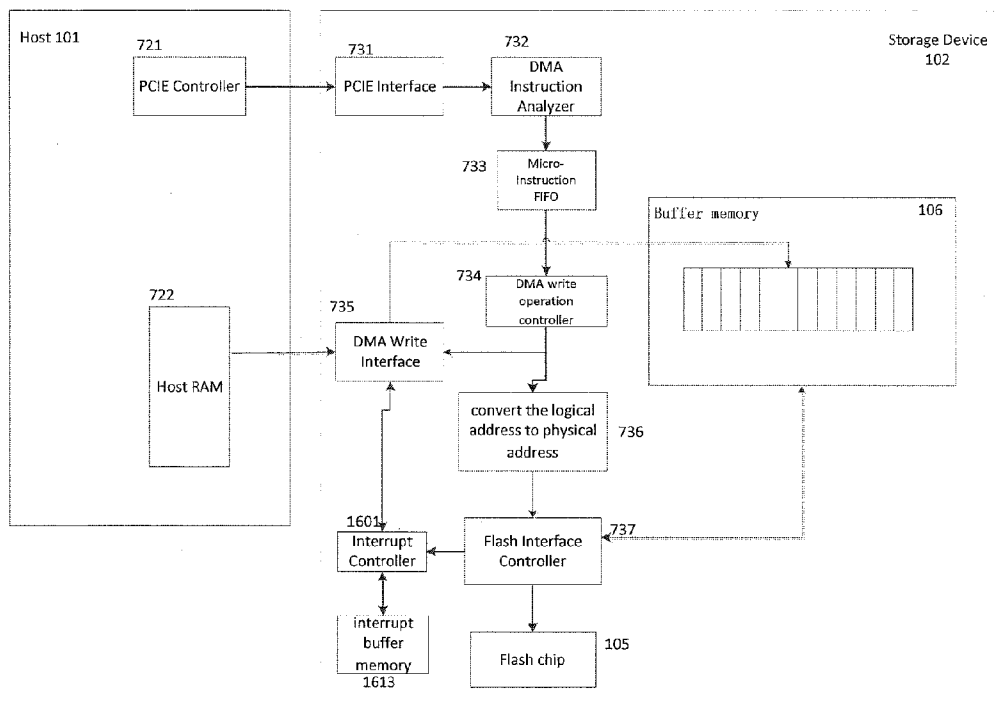 Host 101
721
PCIE Controller
731
PCIE Interface
732
DMA
Instruction
Analyzer
Storage Device
102
733
Micro-
Instruction
FIFO
Buffer memory
106
734
DMA write
operation
controller
722
Host RAM
735
DMA Write
Interface
convert the logical
address to physical
address
736
1601
Interrupt
Controller
Flash Interface
Controller
737
interrupt
buffer
memory
1613
Flash chip
105